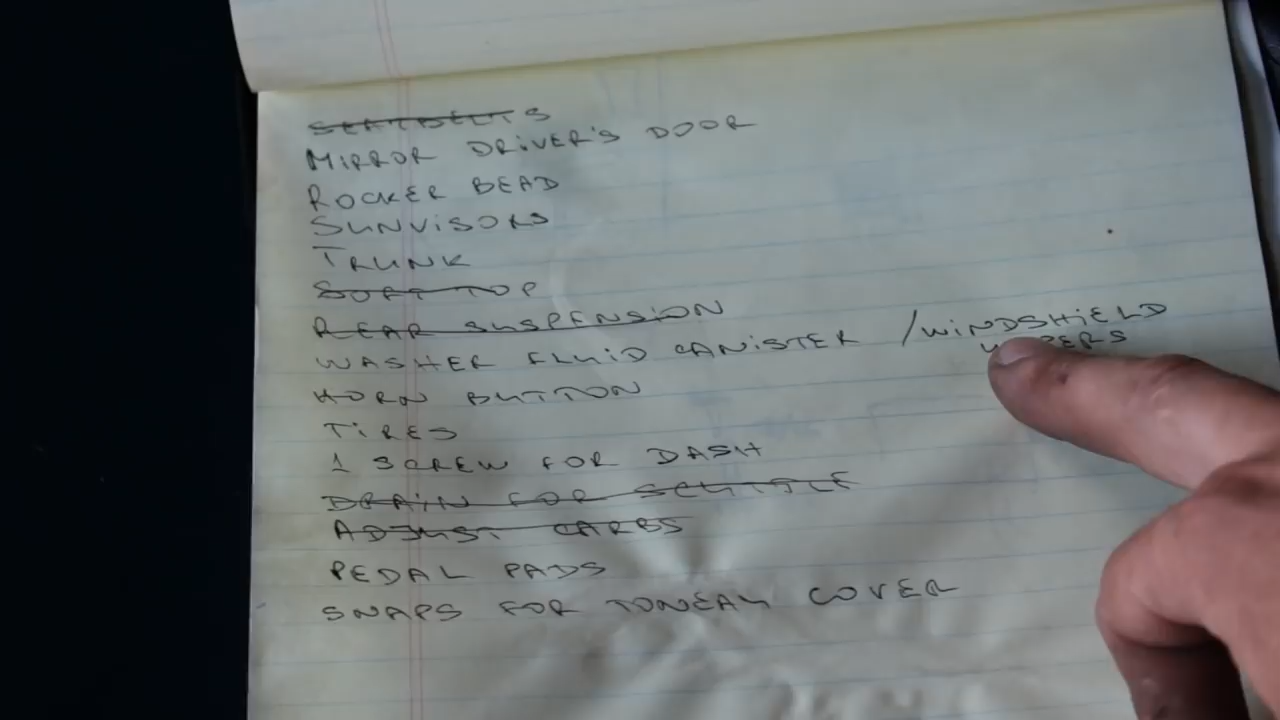 SEATBELTS
MIRROR DRIVER'S DOOR
ROCKER BEAD
SUNVISORS
TRUNK
SOFT TOP
REAR SUSPENSION
WASHER FLUID CANISTER /WINDSHIELD
HORN BUTTON
TIRES
1 SCREW FOR DASH
DRAIN FOR SCUTTLE
ADJUST CARBS
PEDAL PADS
SNAPS FOR TONEAU COVER